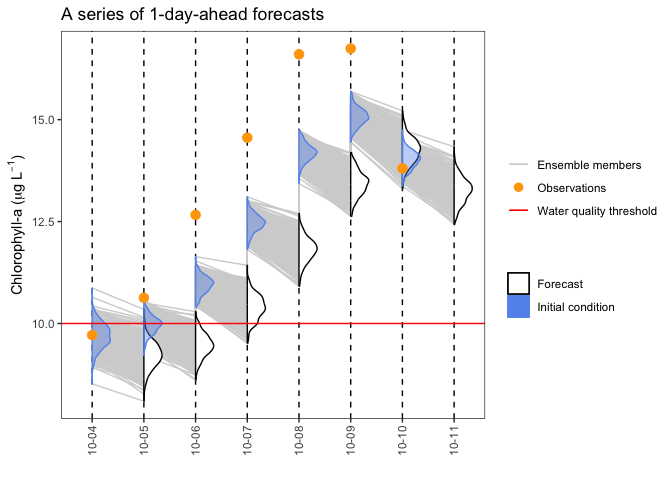 A series of 1-day-ahead forecasts
Chlorophyll-a (μg L⁻¹)
15.0
12.5
10.0
10-04
10-05
10-06
10-07
10-08
10-09
10-10
10-11
Ensemble members
Observations
Water quality threshold
Forecast
Initial condition